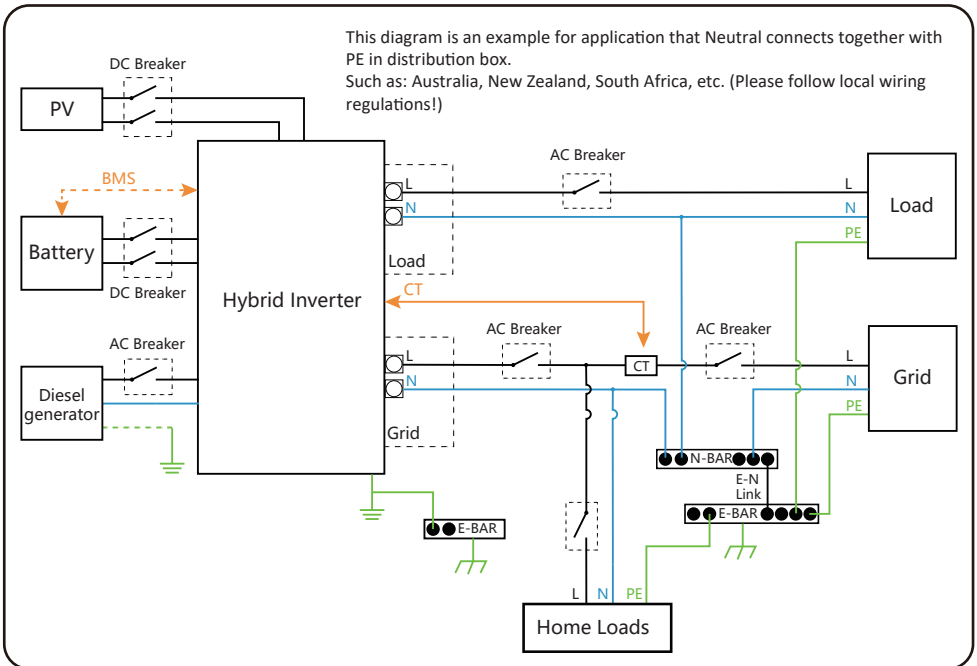 This diagram is an example for application that Neutral connects together with
PE in distribution box.
Such as: Australia, New Zealand, South Africa, etc. (Please follow local wiring
regulations!)
DC Breaker
PV
BMS
Battery
DC Breaker
AC Breaker
Diesel
generator
Hybrid Inverter
L
N
Load
CT
L
N
Grid
AC Breaker
L
N
PE
Load
AC Breaker
CT
AC Breaker
L
N
PE
Grid
N-BAR
E-N
Link
E-BAR
E-BAR
L
N
PE
Home Loads